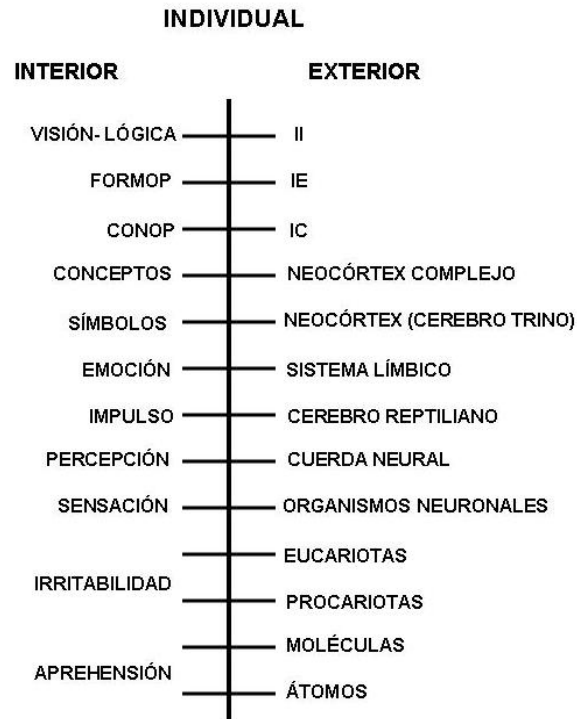 INDIVIDUAL
INTERIOR EXTERIOR
VISIÓN- LÓGICA II
FORMOP IE
CONOP IC
CONCEPTOS NEOCÓRTEX COMPLEJO
SÍMBOLOS NEOCÓRTEX (CEREBRO TRINO)
EMOCIÓN SISTEMA LÍMBICO
IMPULSO CEREBRO REPTILIANO
PERCEPCIÓN CUERDA NEURAL
SENSACIÓN ORGANISMOS NEURONALES
EUCARIOTAS
IRRITABILIDAD
PROCARIOTAS
MOLÉCULAS
APREHENSIÓN
ÁTOMOS